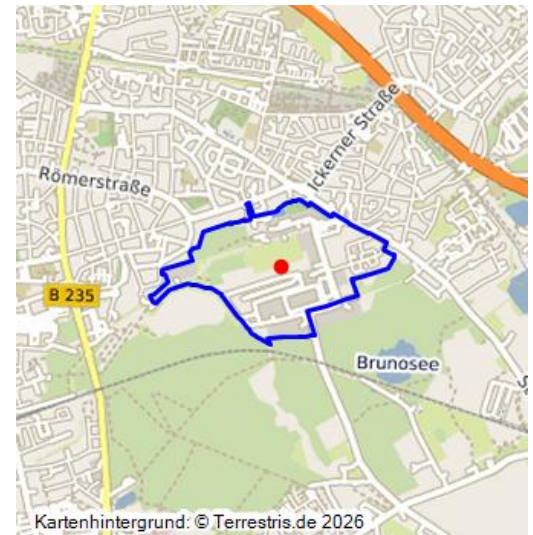 Ickerner Straße
Römerstraße
B 235
Brunosee
Kartenhintergrund: © Terrestris.de 2026